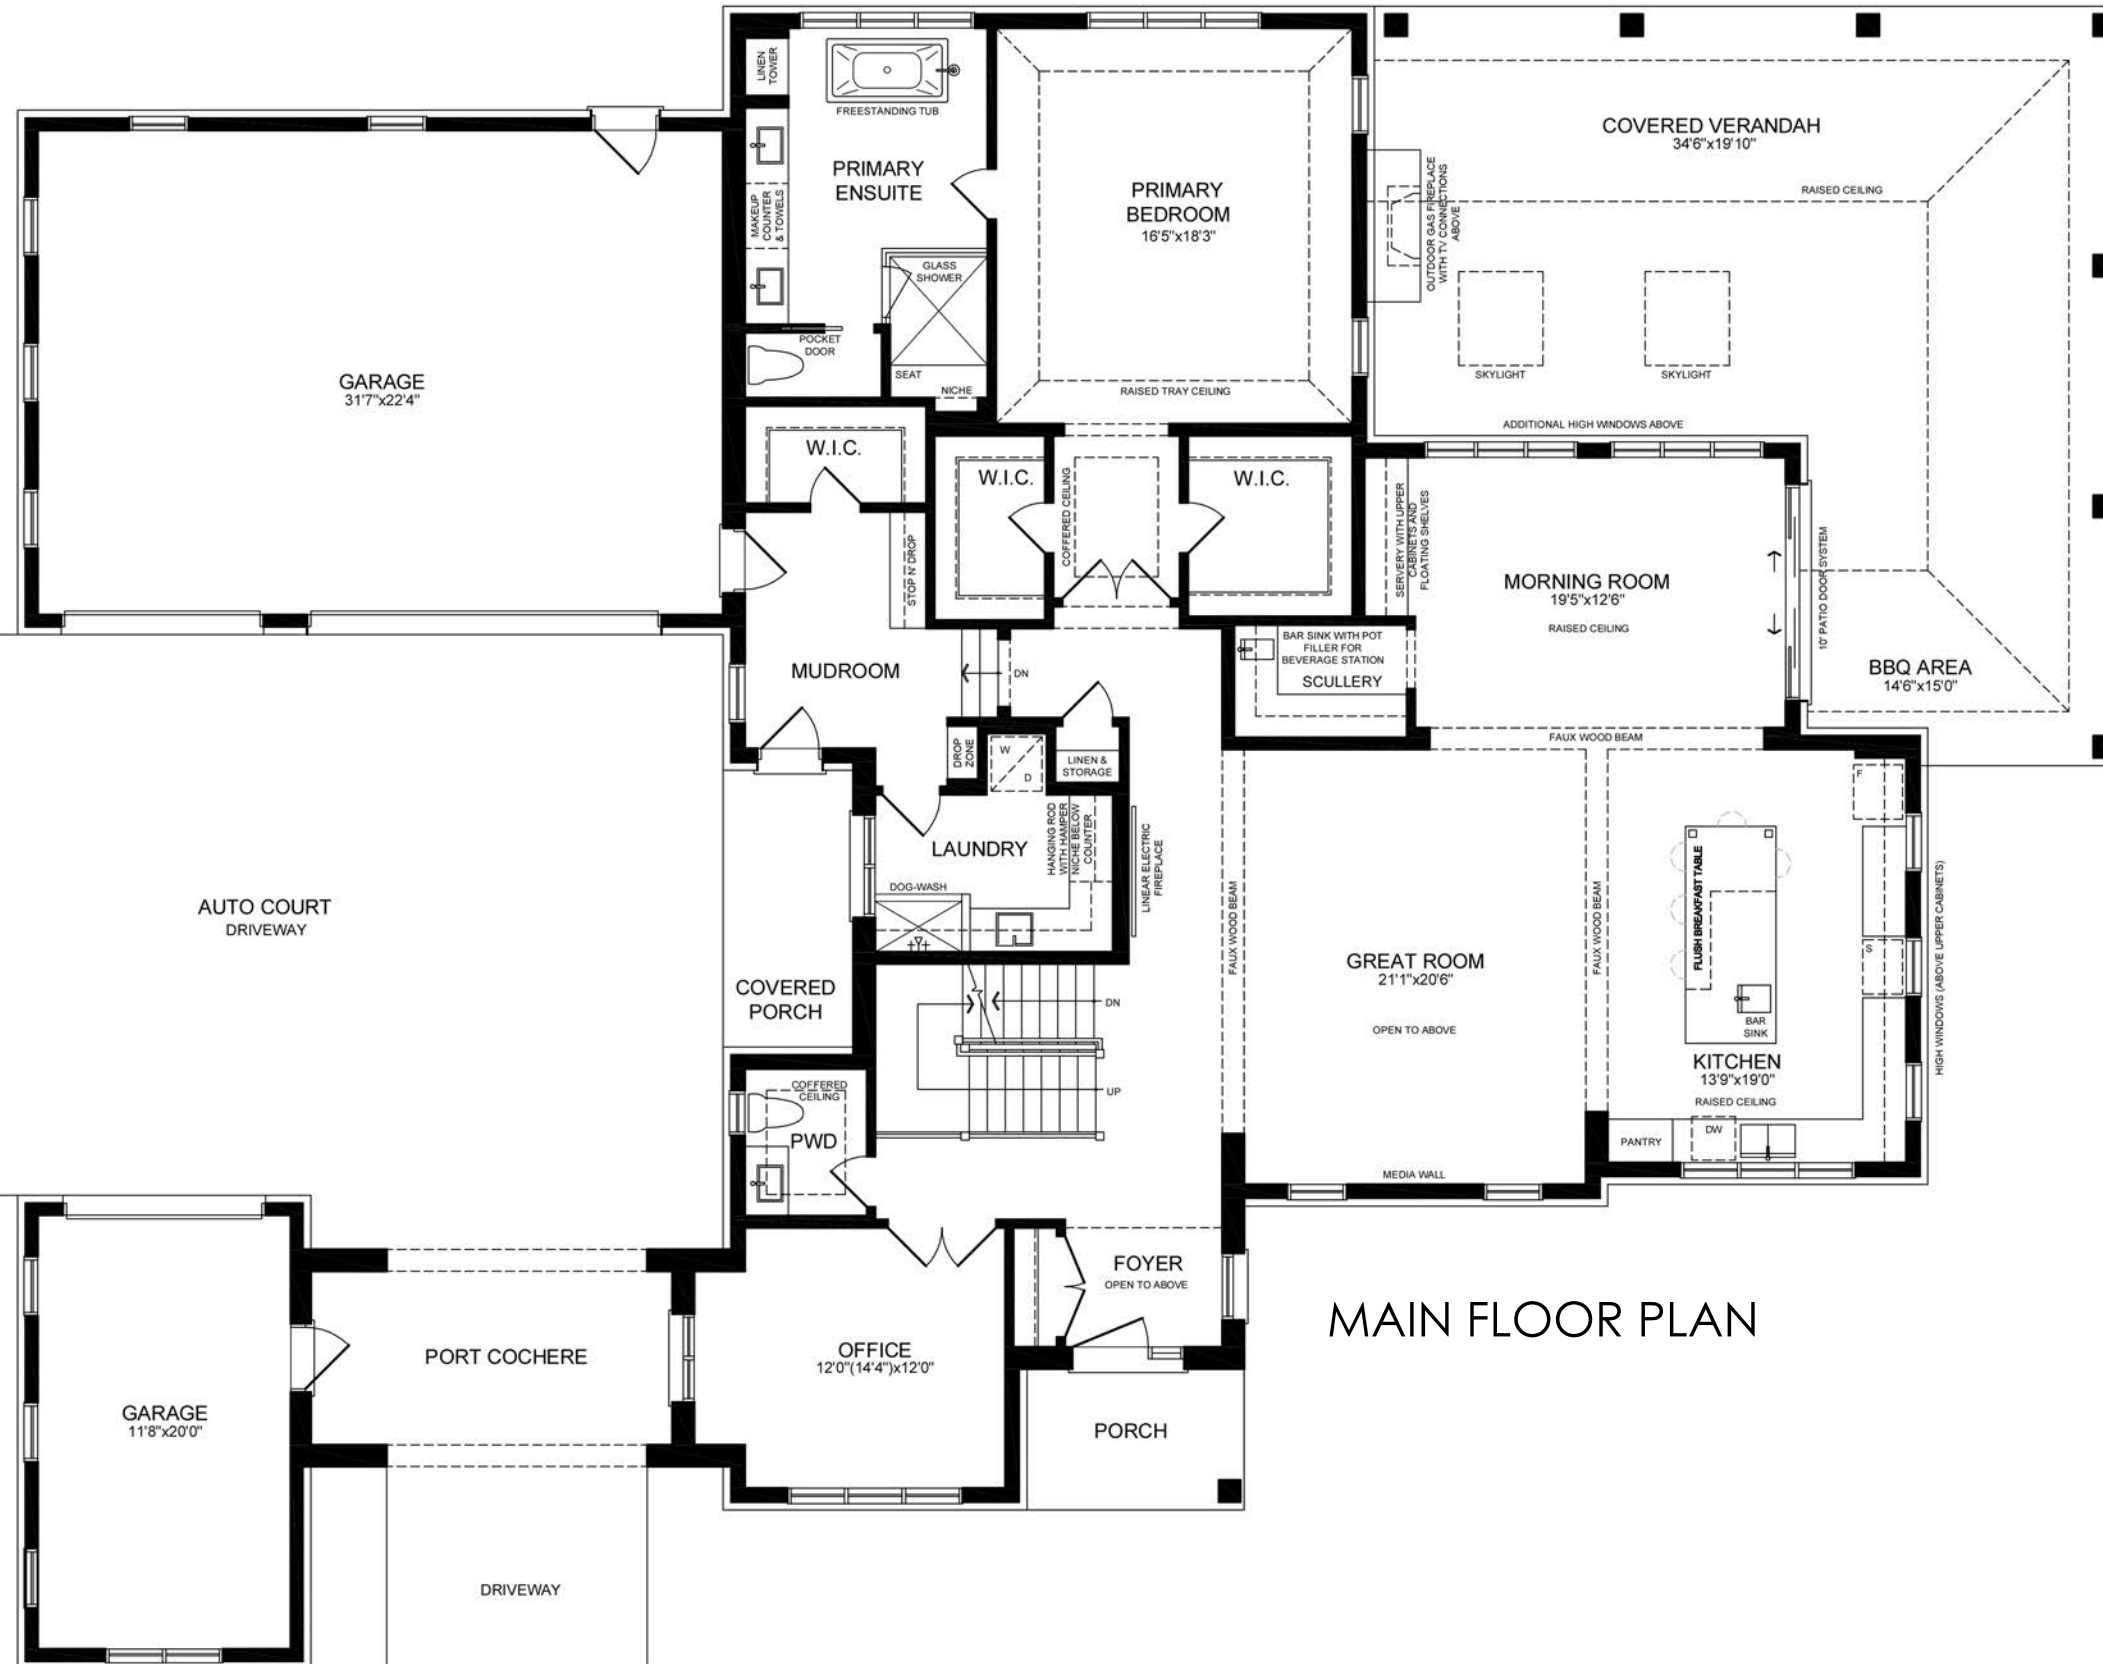 LINEN
TOWER
FREESTANDING TUB
PRIMARY
ENSUITE
MAKEUP
COUNTER
& TOWELS
GLASS
SHOWER
POCKET
DOOR
SEAT
NICHE
PRIMARY
BEDROOM
16'5"x18'3"
RAISED TRAY CEILING
COVERED VERANDAH
34'6"x19'10"
RAISED CEILING
OUTDOOR GAS FIREPLACE
WITH TV CONNECTIONS
ABOVE
SKYLIGHT
SKYLIGHT
ADDITIONAL HIGH WINDOWS ABOVE
GARAGE
31'7"x22'4"
W.I.C.
W.I.C.
COFFERED CEILING
W.I.C.
STOP N' DROP
SERVERY WITH UPPER
CABINETS AND
FLOATING SHELVES
MORNING ROOM
19'5"x12'6"
RAISED CEILING
10' PATIO DOOR SYSTEM
BBQ AREA
14'6"x15'0"
BAR SINK WITH POT
FILLER FOR
BEVERAGE STATION
SCULLERY
MUDROOM
DN
DROP
ZONE
W
D
LINEN &
STORAGE
FAUX WOOD BEAM
F
LAUNDRY
HANGING ROD
WITH HAMPER
NICHE BELOW
COUNTER
LINEAR ELECTRIC
FIREPLACE
DOG-WASH
AUTO COURT
DRIVEWAY
COVERED
PORCH
FAUX WOOD BEAM
GREAT ROOM
21'1"x20'6"
OPEN TO ABOVE
FAUX WOOD BEAM
FLUSH BREAKFAST TABLE
S
HIGH WINDOWS (ABOVE UPPER CABINETS)
BAR
SINK
KITCHEN
13'9"x19'0"
RAISED CEILING
DN
UP
COFFERED
CEILING
PWD
PANTRY
DW
MEDIA WALL
FOYER
OPEN TO ABOVE
MAIN FLOOR PLAN
OFFICE
12'0"(14'4")x12'0"
PORT COCHERE
GARAGE
11'8"x20'0"
PORCH
DRIVEWAY